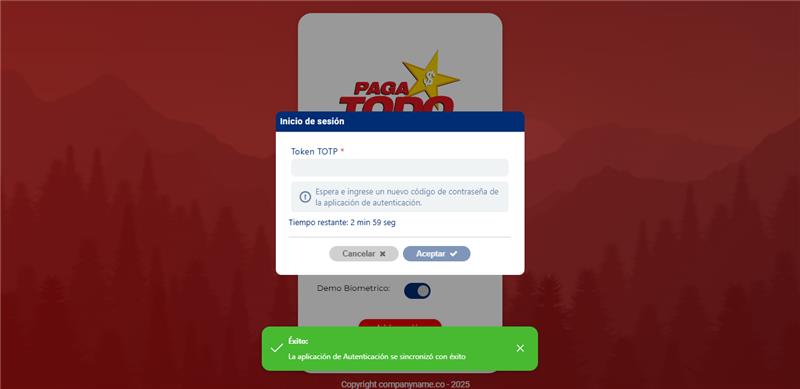 $
PAGA
TODO
Inicio de sesión
Token TOTP *
Espera e ingrese un nuevo código de contraseña de
la aplicación de autenticación.
Tiempo restante: 2 min 59 seg
Cancelar
Aceptar
Demo Biometrico:
Éxito:
La aplicación de Autenticación se sincronizó con éxito
Copyright companyname.co - 2025